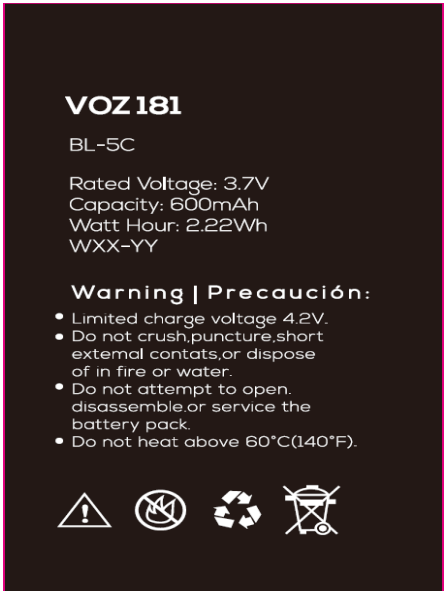 VOZ 181
BL-5C
Rated Voltage: 3.7V
Capacity: 600mAh
Watt Hour: 2.22Wh
WXX-YY
Warning | Precaución:
• Limited charge voltage 4.2V.
• Do not crush,puncture,short
extemal contats,or dispose
of in fire or water.
• Do not attempt to open.
disassemble.or service the
battery pack.
• Do not heat above 60°C(140°F).